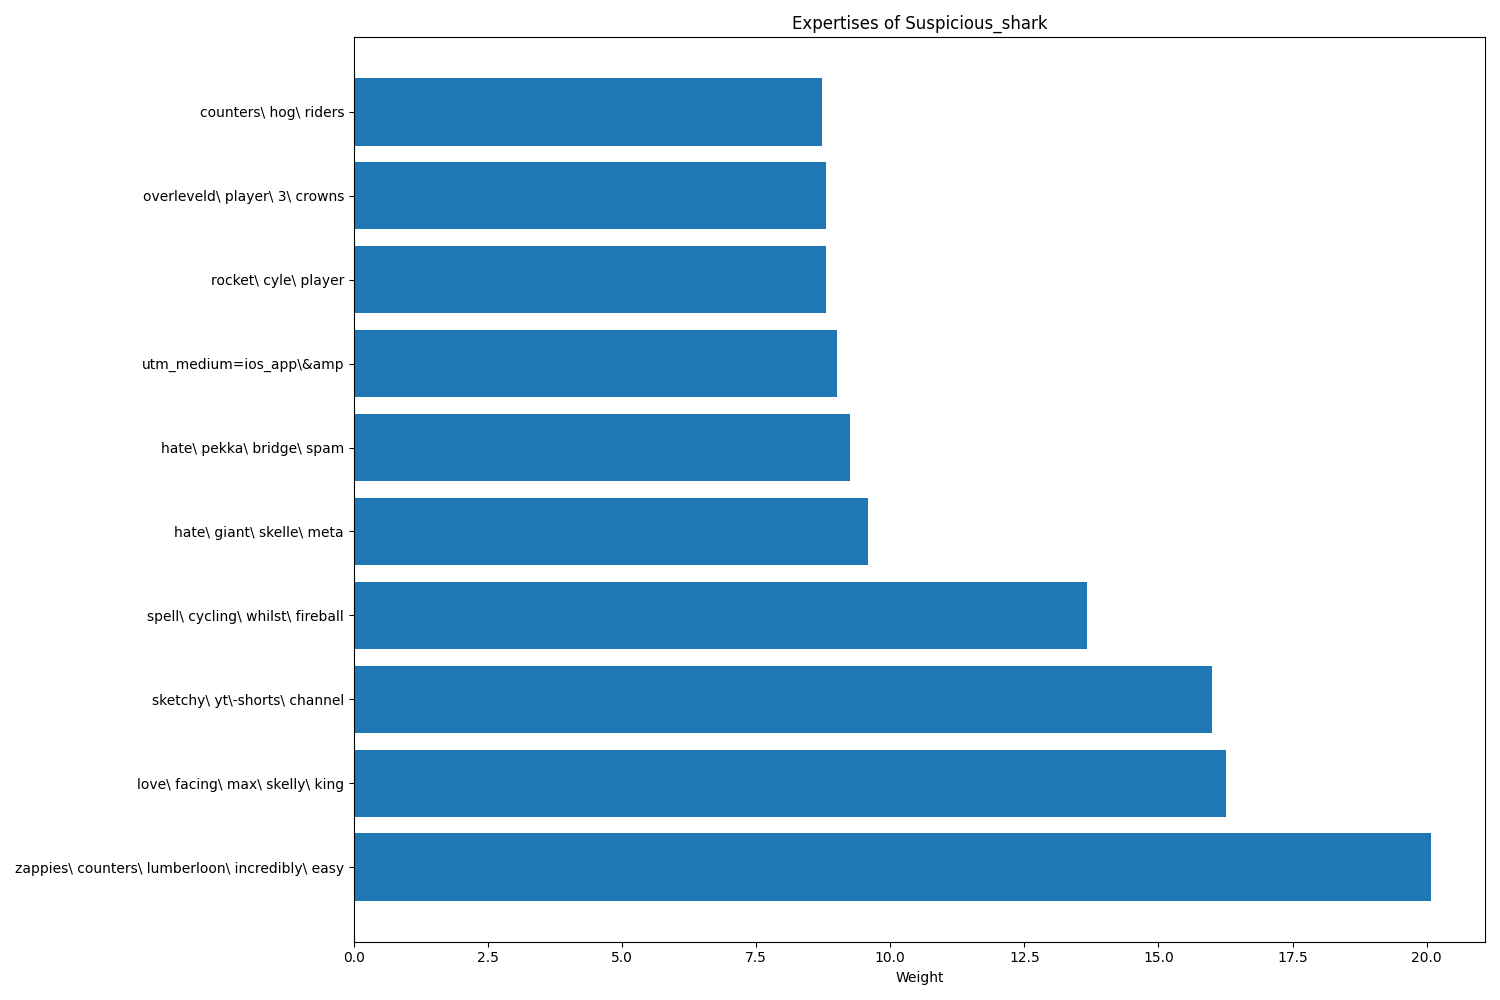 Expertises of Suspicious_shark
counters\ hog\ riders
overleveld\ player\ 3\ crowns
rocket\ cyle\ player
utm_medium=ios_app\&amp
hate\ pekka\ bridge\ spam
hate\ giant\ skelle\ meta
spell\ cycling\ whilst\ fireball
sketchy\ yt\-shorts\ channel
love\ facing\ max\ skelly\ king
zappies\ counters\ lumberloon\ incredibly\ easy
0.0 2.5 5.0 7.5 10.0 12.5 15.0 17.5 20.0
Weight